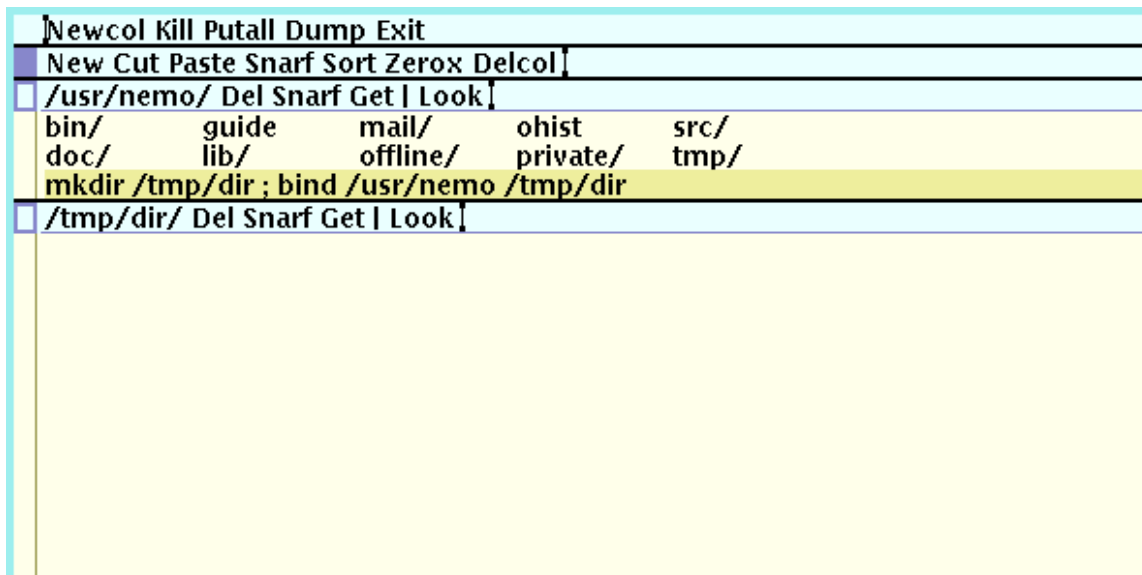 Newcol Kill Putall Dump Exit
New Cut Paste Snarf Sort Zerox Delcol
/usr/nemo/ Del Snarf Get | Look
bin/ guide mail/ ohist src/
doc/ lib/ offline/ private/ tmp/
mkdir /tmp/dir ; bind /usr/nemo /tmp/dir
/tmp/dir/ Del Snarf Get | Look